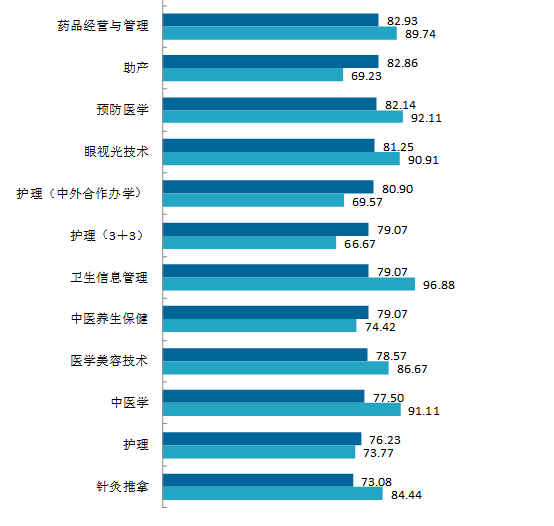 药品经营与管理
82.93
89.74
助产
82.86
69.23
预防医学
82.14
92.11
眼视光技术
81.25
90.91
护理（中外合作办学）
80.90
69.57
护理（3＋3）
79.07
66.67
卫生信息管理
79.07
96.88
中医养生保健
79.07
74.42
医学美容技术
78.57
86.67
中医学
77.50
91.11
护理
76.23
73.77
针灸推拿
73.08
84.44